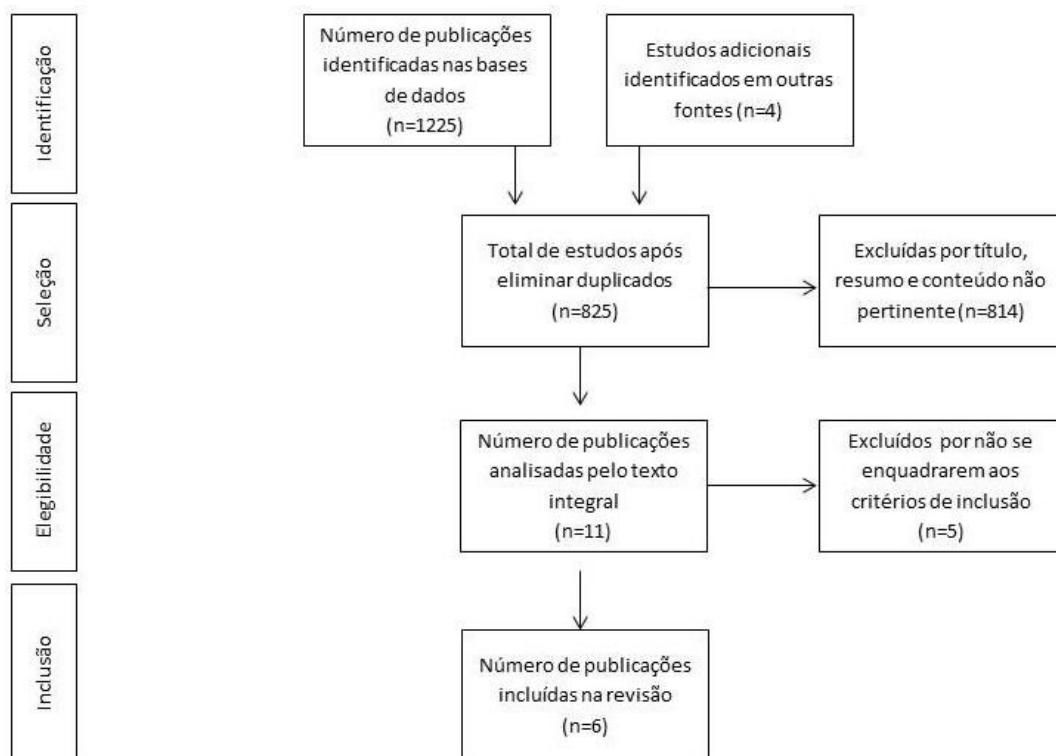 Identificação
Número de publicações
identificadas nas bases
de dados
(n=1225)
Estudos adicionais
identificados em outras
fontes (n=4)
Seleção
Total de estudos após
eliminar duplicados
(n=825)
Excluídas por título,
resumo e conteúdo não
pertinente (n=814)
Elegibilidade
Número de publicações
analisadas pelo texto
integral
(n=11)
Excluídos por não se
enquadrarem aos
critérios de inclusão
(n=5)
Inclusão
Número de publicações
incluídas na revisão
(n=6)